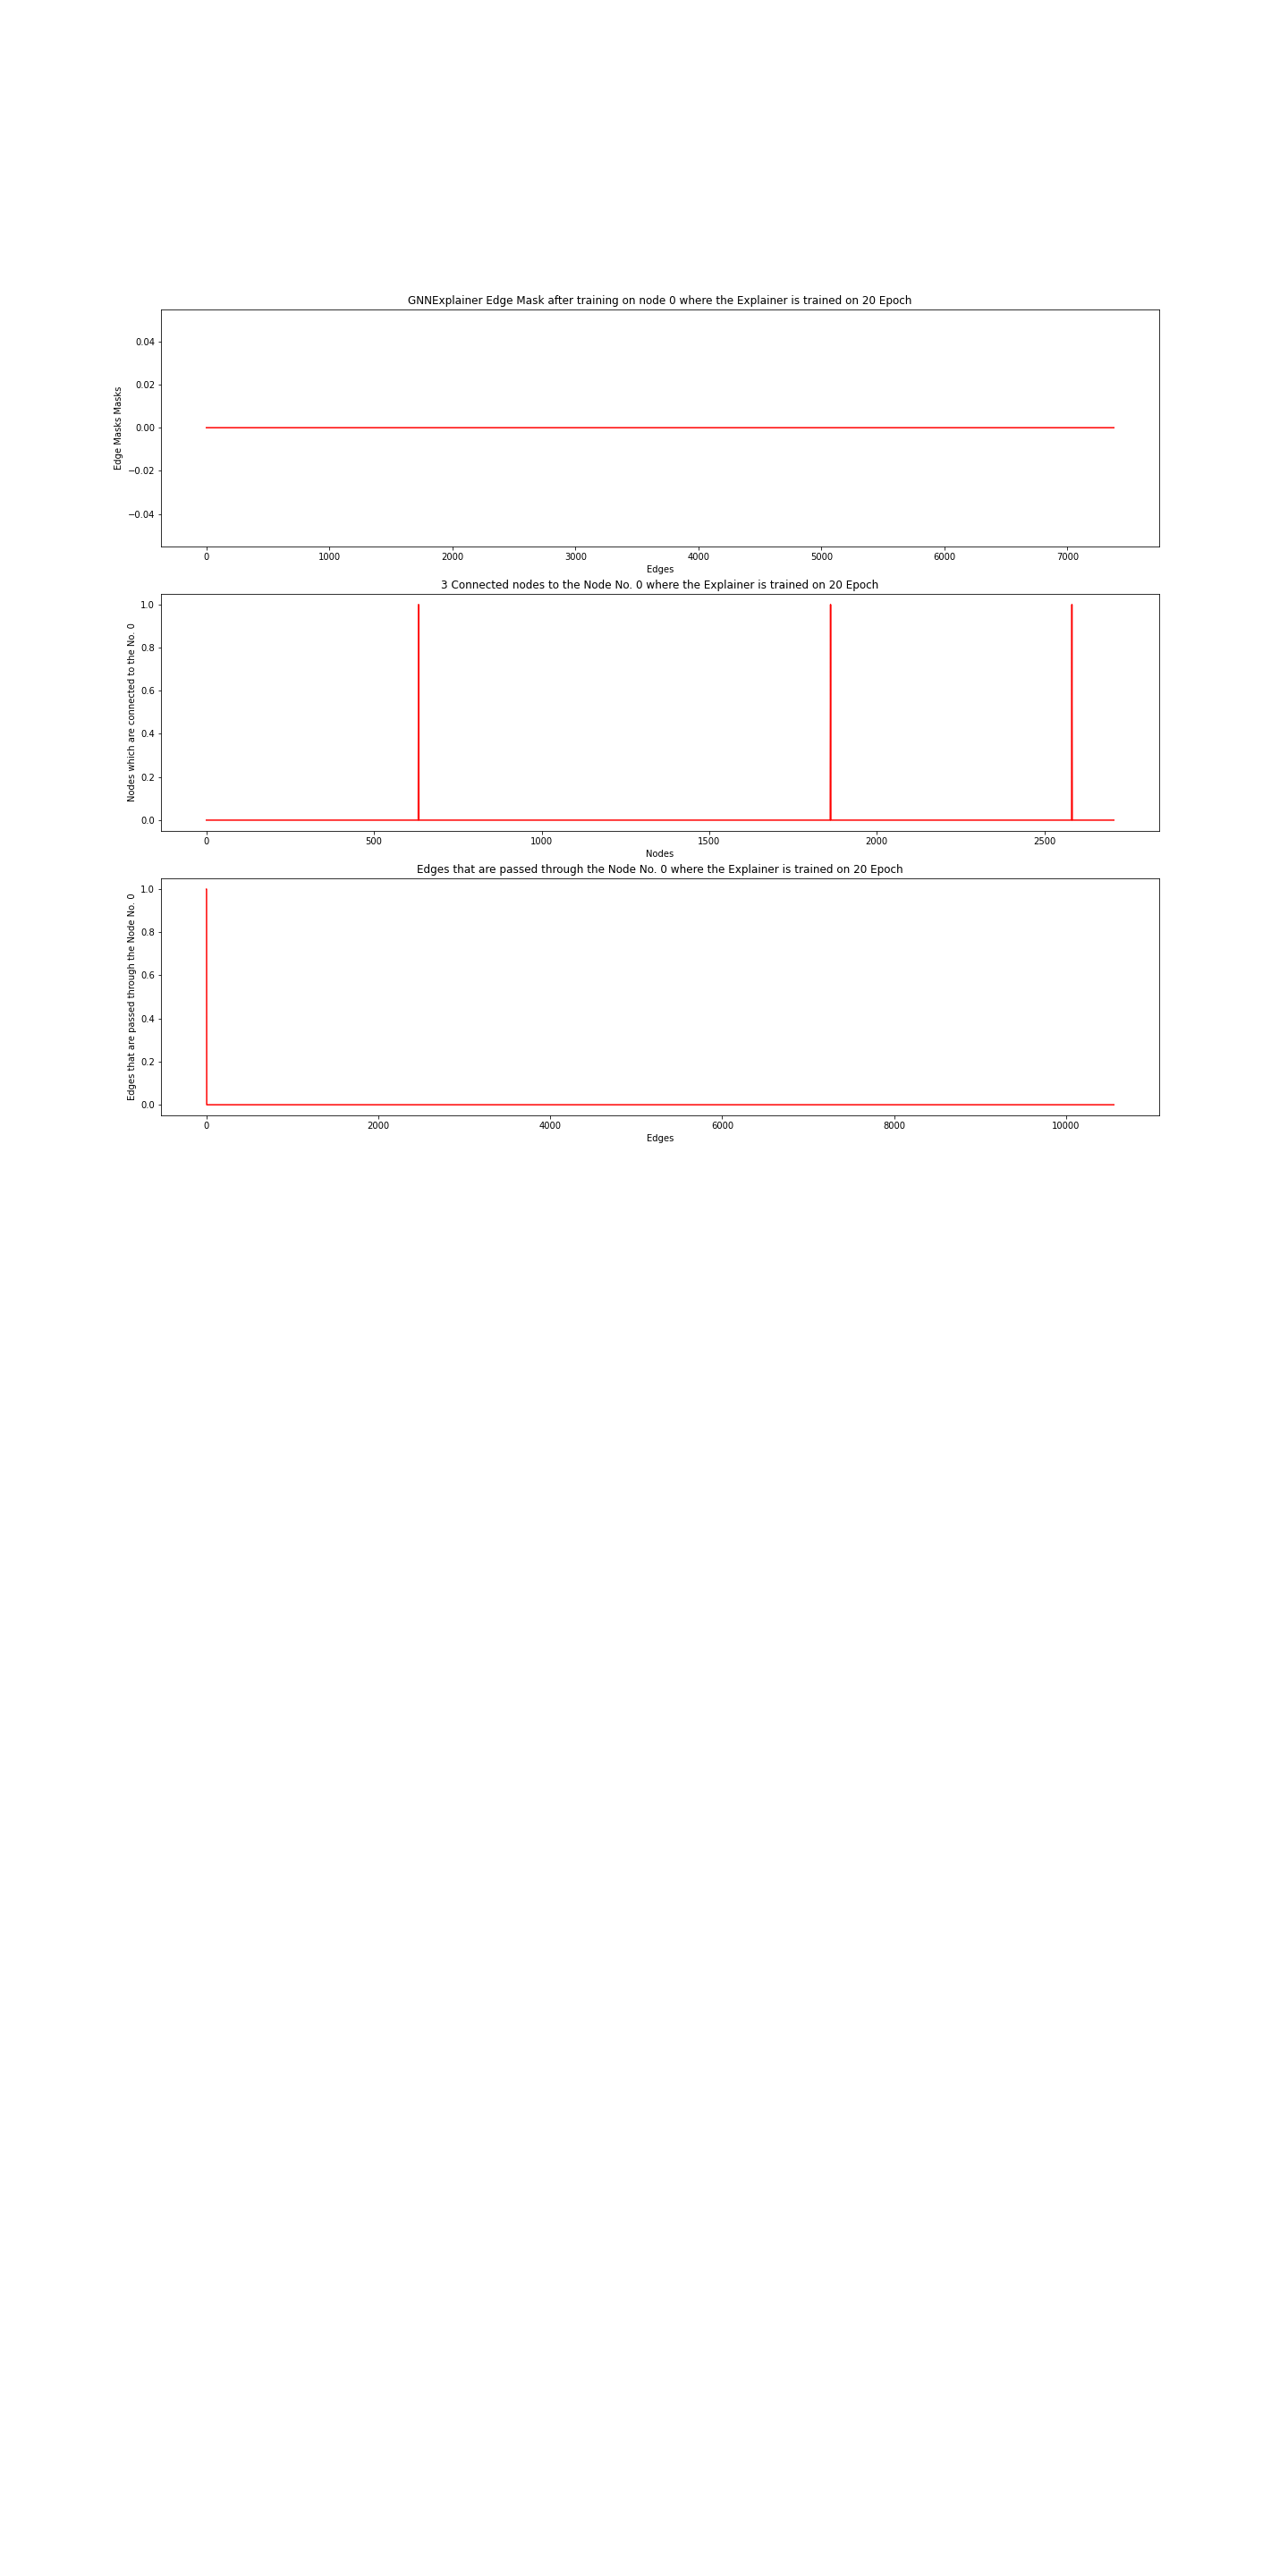 GNNExplainer Edge Mask after training on node 0 where the Explainer is trained on 20 Epoch
Edge Masks Masks
0.04
0.02
0.00
−0.02
−0.04
0 1000 2000 3000 4000 5000 6000 7000
Edges
3 Connected nodes to the Node No. 0 where the Explainer is trained on 20 Epoch
Nodes which are connected to the No. 0
1.0
0.8
0.6
0.4
0.2
0.0
0 500 1000 1500 2000 2500
Nodes
Edges that are passed through the Node No. 0 where the Explainer is trained on 20 Epoch
Edges that are passed through the Node No. 0
1.0
0.8
0.6
0.4
0.2
0.0
0 2000 4000 6000 8000 10000
Edges